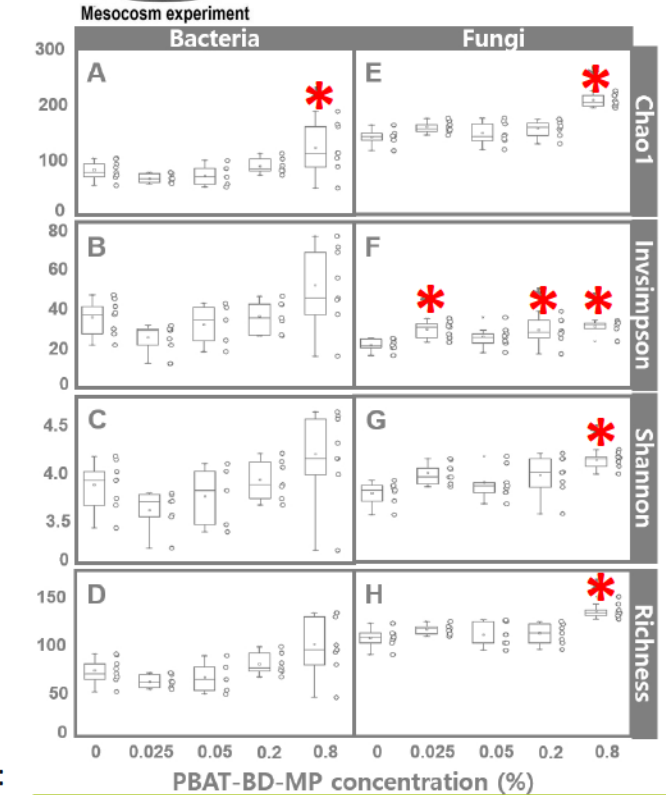 Mesocosm experiment
Bacteria Fungi
300
200
100
0
A
E
Chao1
80
60
40
20
0
B
F
Invsimpson
4.5
4.0
3.5
0
C
G
Shannon
150
100
50
0
D
H
Richness
0 0.025 0.05 0.2 0.8 0 0.025 0.05 0.2 0.8
PBAT-BD-MP concentration (%)
: